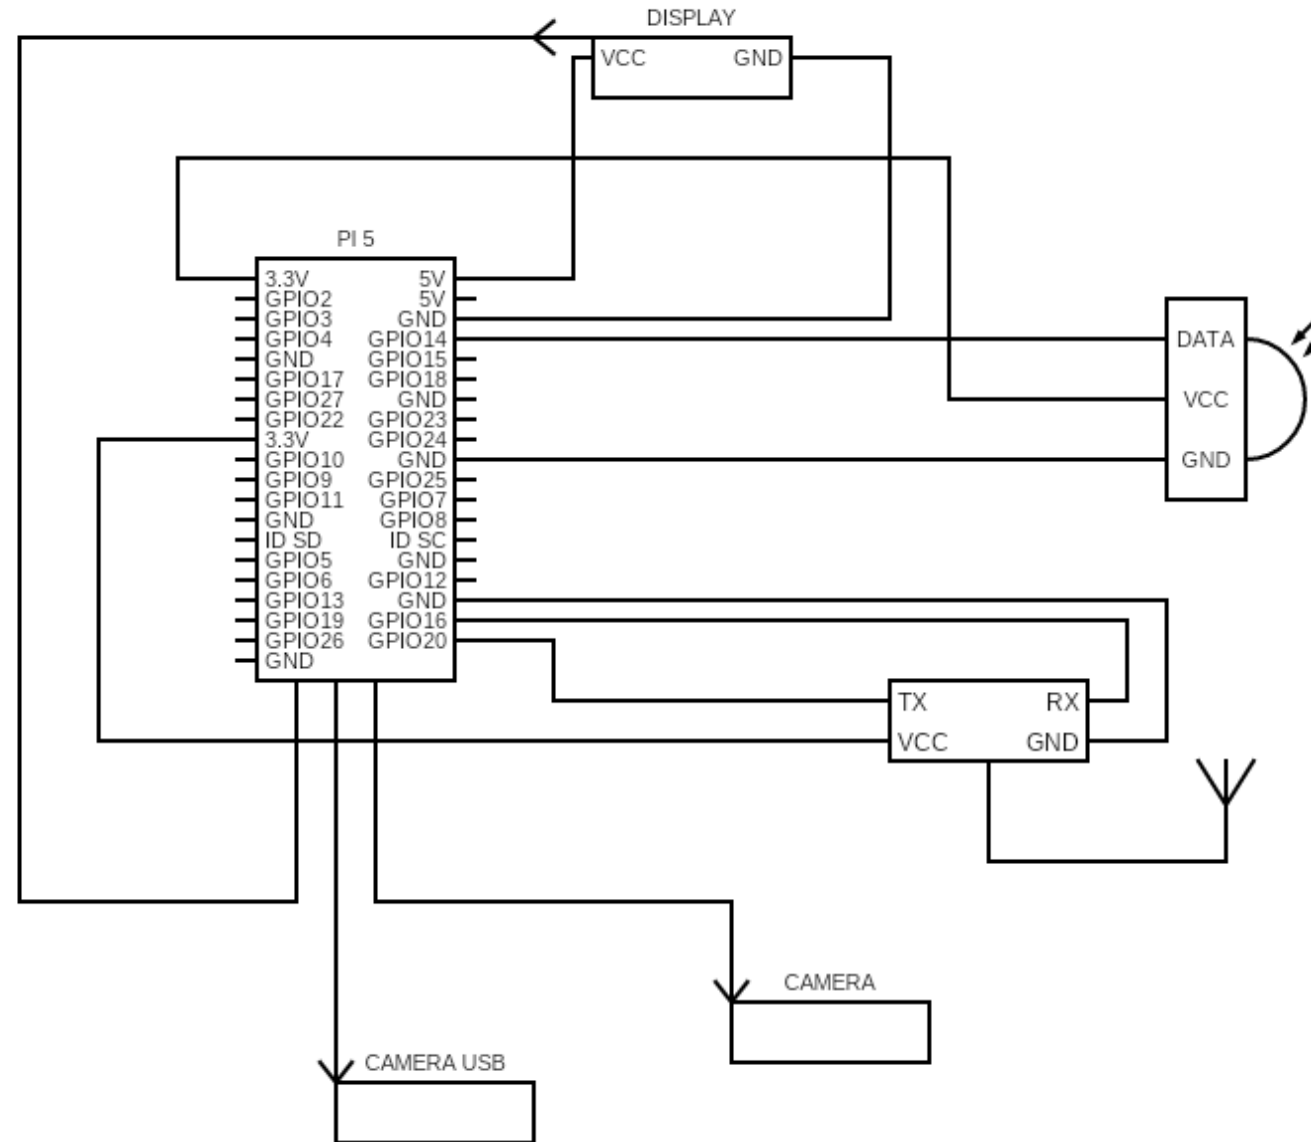 DISPLAY
VCC GND
PI 5
3.3V 5V
GPIO2 5V
GPIO3 GND
GPIO4 GPIO14
GND GPIO15
GPIO17 GPIO18
GPIO27 GND
GPIO22 GPIO23
3.3V GPIO24
GPIO10 GND
GPIO9 GPIO25
GPIO11 GPIO7
GND GPIO8
ID SD ID SC
GPIO5 GND
GPIO6 GPIO12
GPIO13 GND
GPIO19 GPIO16
GPIO26 GPIO20
GND
DATA
VCC
GND
TX RX
VCC GND
CAMERA
CAMERA USB